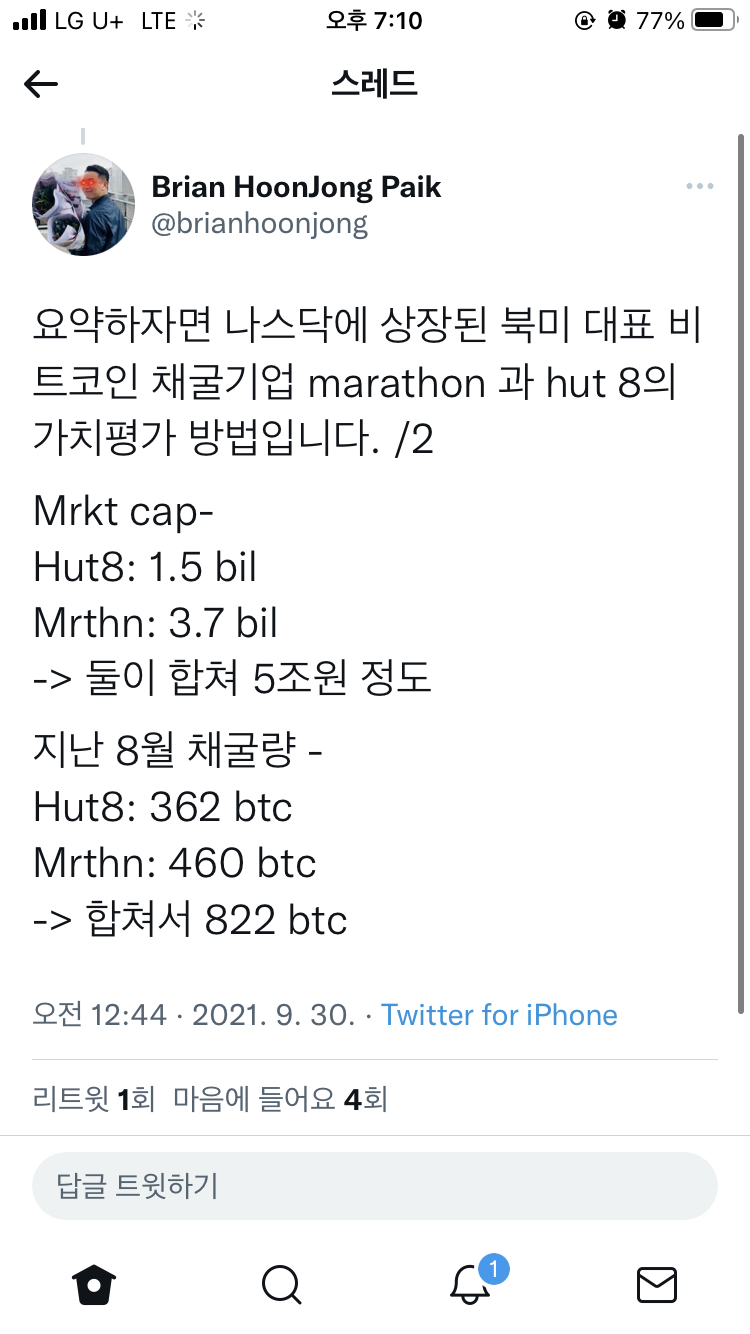 LG U+ LTE 오후 7:10 77%
스레드
Brian HoonJong Paik
@brianhoonjong
요약하자면 나스닥에 상장된 북미 대표 비
트코인 채굴기업 marathon 과 hut 8의
가치평가 방법입니다. /2
Mrkt cap-
Hut8: 1.5 bil
Mrthn: 3.7 bil
-> 둘이 합쳐 5조원 정도
지난 8월 채굴량 -
Hut8: 362 btc
Mrthn: 460 btc
-> 합쳐서 822 btc
오전 12:44 · 2021. 9. 30. · Twitter for iPhone
리트윗 1회 마음에 들어요 4회
답글 트윗하기
1